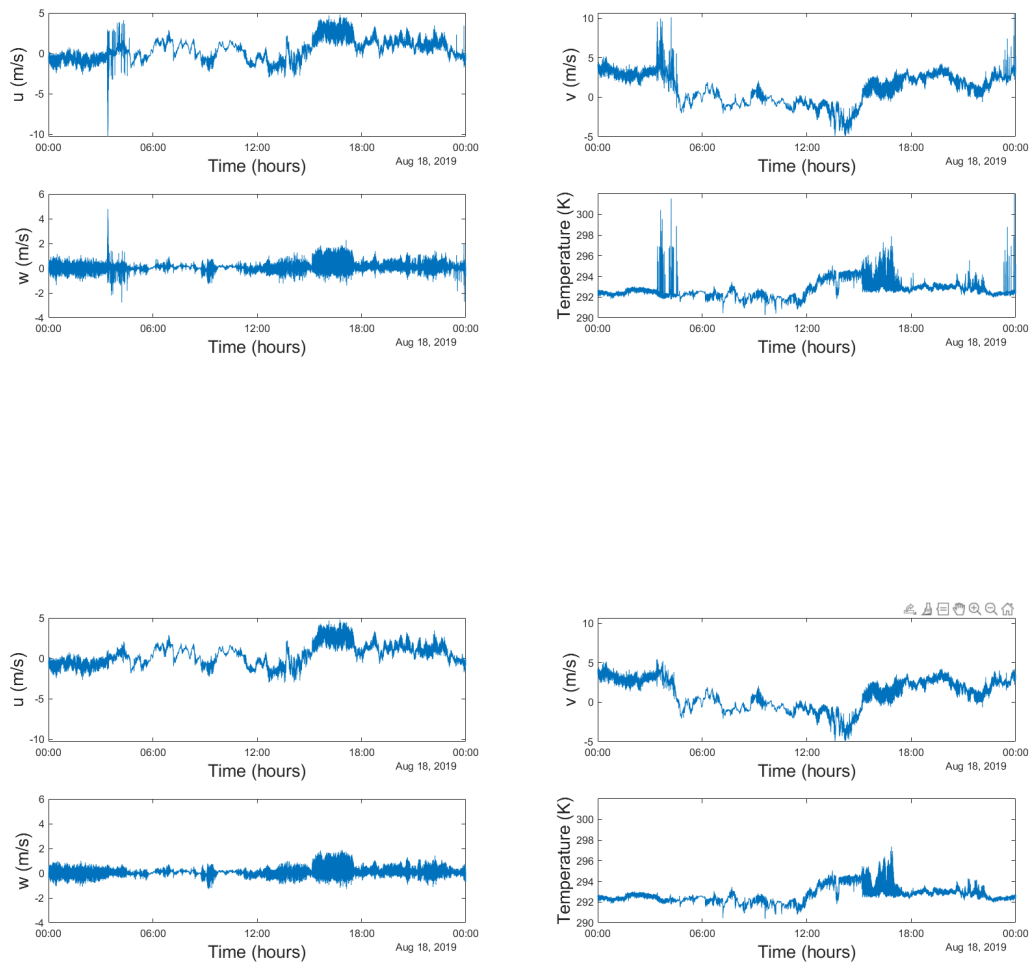 u (m/s)
5
0
-5
-10
00:00 06:00 12:00 18:00 00:00
Time (hours)
Aug 18, 2019
v (m/s)
10
5
0
-5
00:00 06:00 12:00 18:00 00:00
Time (hours)
Aug 18, 2019
w (m/s)
6
4
2
0
-2
-4
00:00 06:00 12:00 18:00 00:00
Time (hours)
Aug 18, 2019
Temperature (K)
300
298
296
294
292
290
00:00 06:00 12:00 18:00 00:00
Time (hours)
Aug 18, 2019
u (m/s)
5
0
-5
-10
00:00 06:00 12:00 18:00 00:00
Time (hours)
Aug 18, 2019
v (m/s)
10
5
0
-5
00:00 06:00 12:00 18:00 00:00
Time (hours)
Aug 18, 2019
w (m/s)
6
4
2
0
-2
-4
00:00 06:00 12:00 18:00 00:00
Time (hours)
Aug 18, 2019
Temperature (K)
300
298
296
294
292
290
00:00 06:00 12:00 18:00 00:00
Time (hours)
Aug 18, 2019